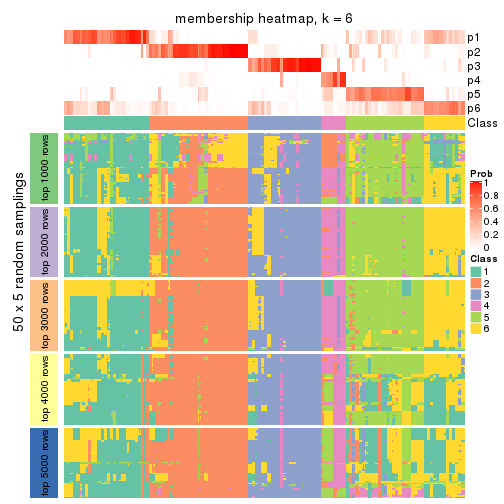 membership heatmap, k = 6
p1
p2
p3
p4
p5
p6
Class
50 x 5 random samplings
top 1000 rows
top 2000 rows
top 3000 rows
top 4000 rows
top 5000 rows
Prob
1
0.8
0.6
0.4
0.2
0
Class
1
2
3
4
5
6